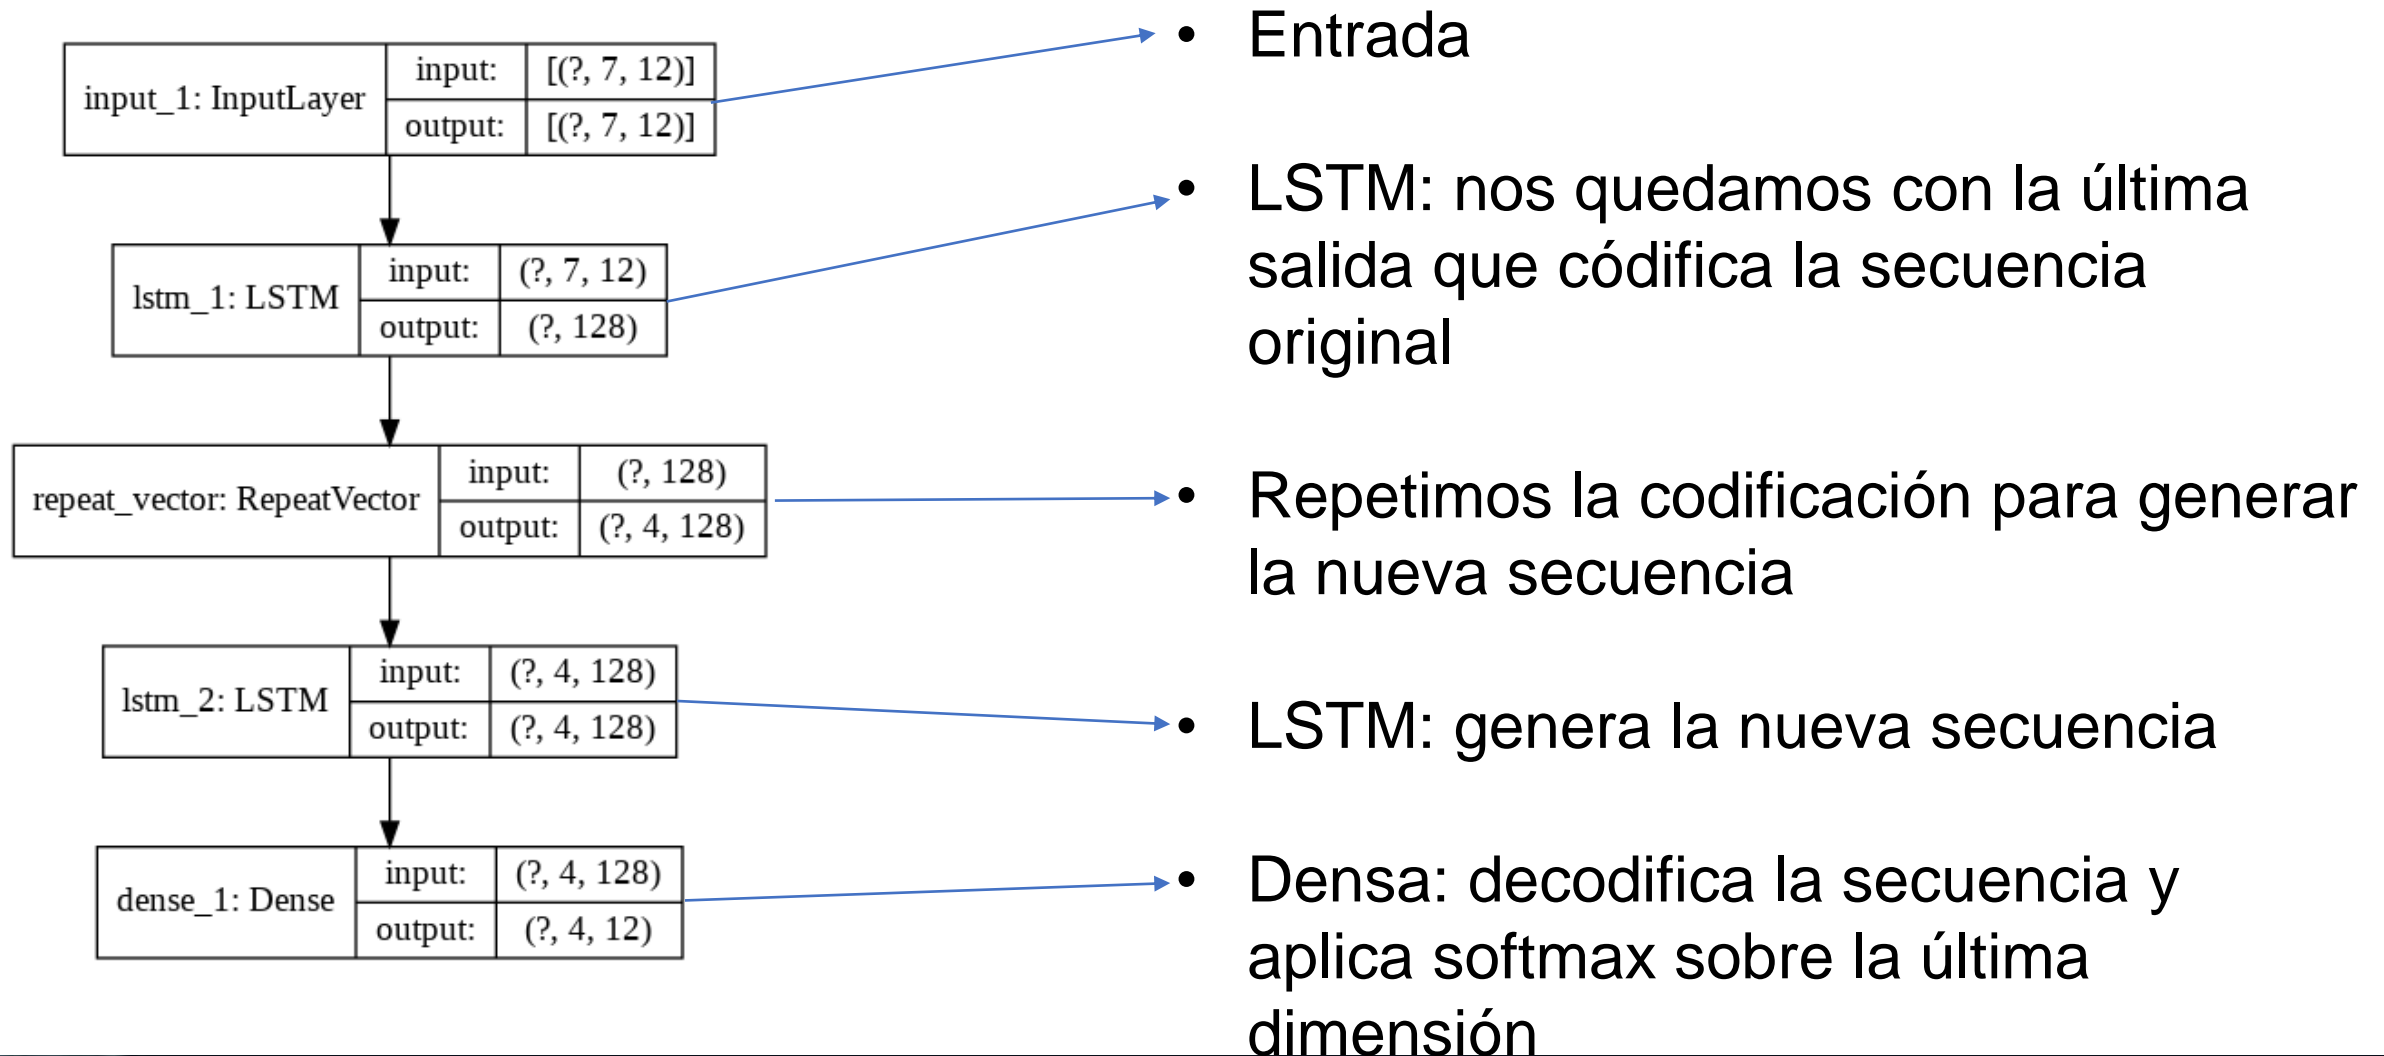 input_1: InputLayer
input: [(?, 7, 12)]
output: [(?, 7, 12)]
lstm_1: LSTM
input: (?, 7, 12)
output: (?, 128)
repeat_vector: RepeatVector
input: (?, 128)
output: (?, 4, 128)
lstm_2: LSTM
input: (?, 4, 128)
output: (?, 4, 128)
dense_1: Dense
input: (?, 4, 128)
output: (?, 4, 12)
• Entrada
• LSTM: nos quedamos con la última
salida que códifica la secuencia
original
• Repetimos la codificación para generar
la nueva secuencia
• LSTM: genera la nueva secuencia
• Densa: decodifica la secuencia y
aplica softmax sobre la última
dimensión